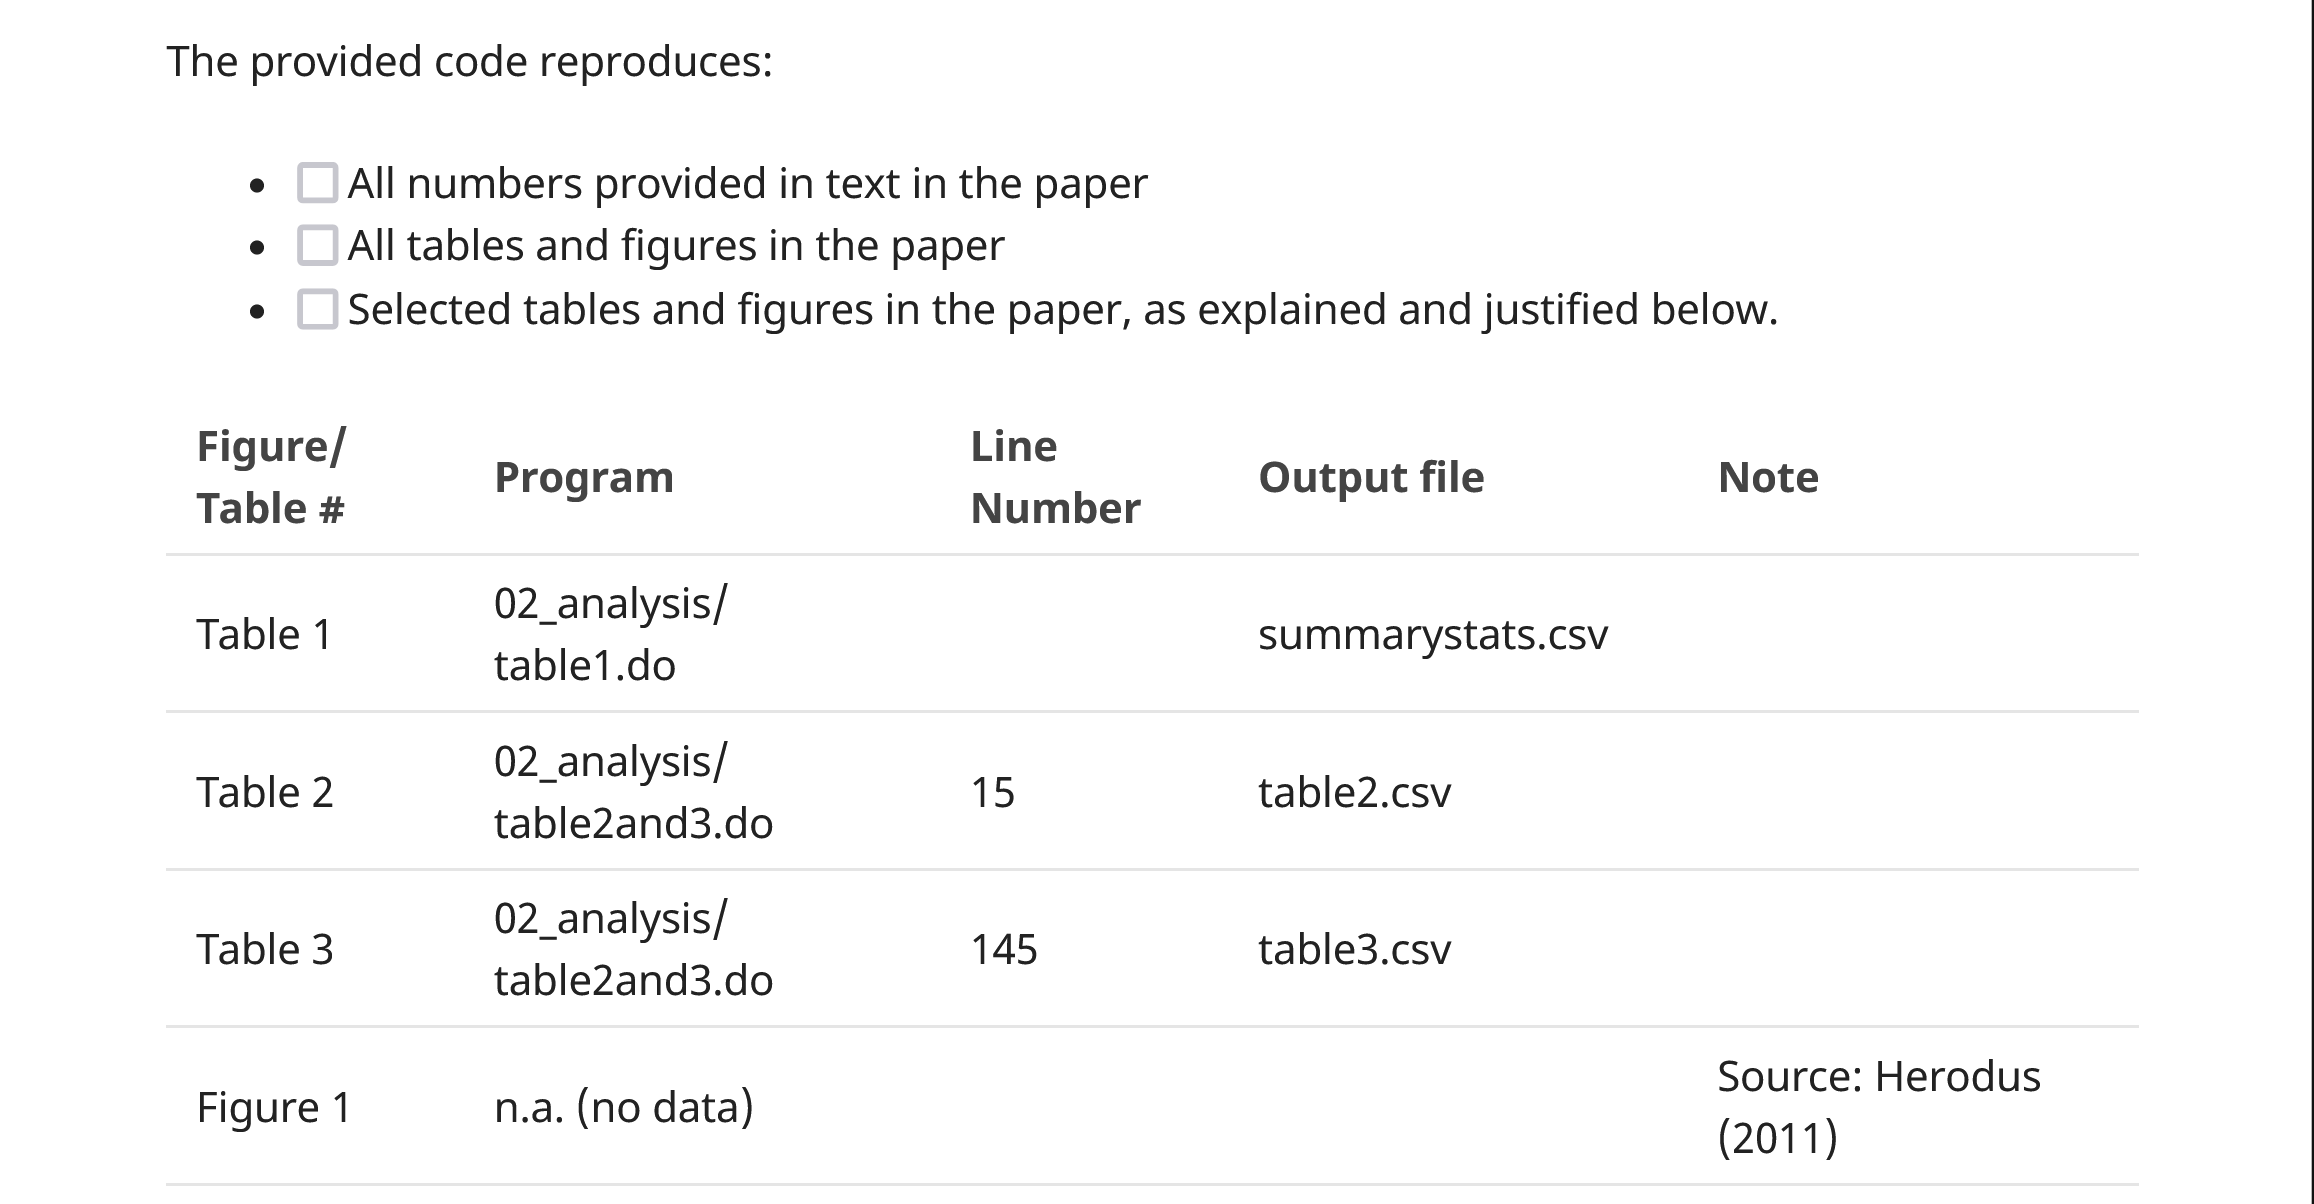 The provided code reproduces:
All numbers provided in text in the paper
All tables and figures in the paper
Selected tables and figures in the paper, as explained and justified below.
Figure/
Table #
Program
Line
Number
Output file
Note
Table 1
02_analysis/
table1.do
summarystats.csv
Table 2
02_analysis/
table2and3.do
15
table2.csv
Table 3
02_analysis/
table2and3.do
145
table3.csv
Figure 1
n.a. (no data)
Source: Herodus
(2011)